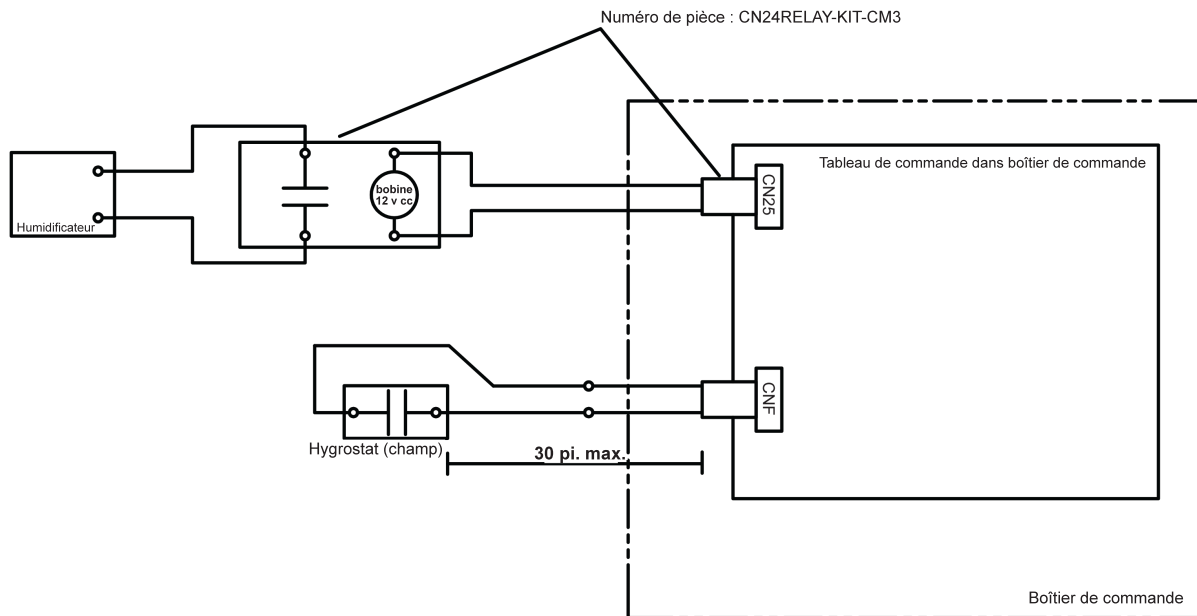 Numéro de pièce : CN24RELAY-KIT-CM3
Tableau de commande dans boîtier de commande
CN25
bobine
12 v cc
Humidificateur
CNF
Hygrostat (champ)
30 pi. max.
Boîtier de commande